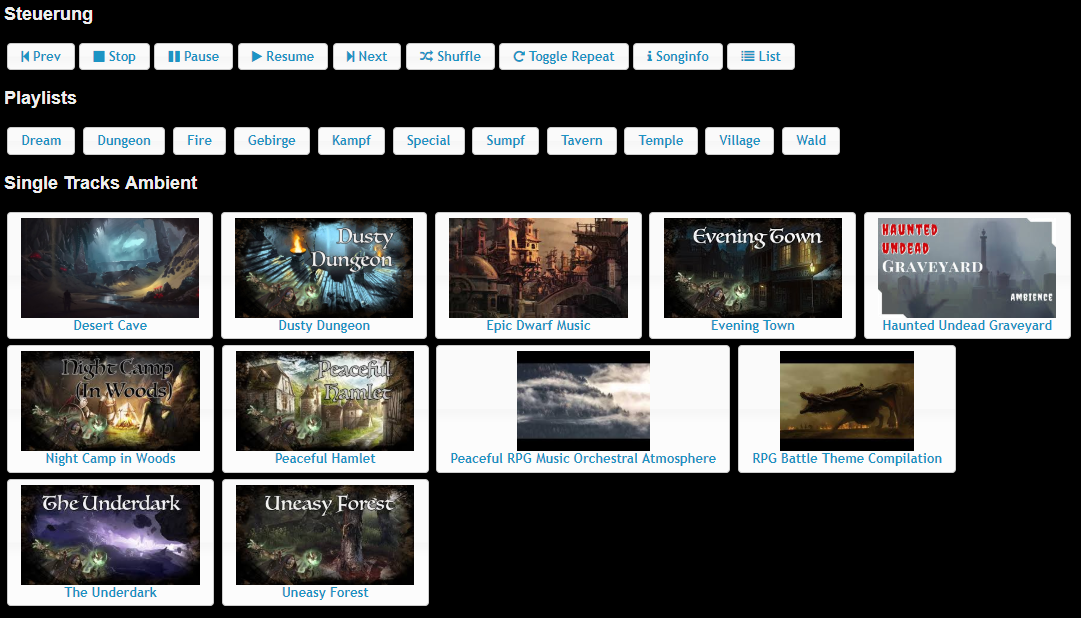 Steuerung
Prev Stop Pause Resume Next Shuffle Toggle Repeat Songinfo List
Playlists
Dream Dungeon Fire Gebirge Kampf Special Sumpf Tavern Temple Village Wald
Single Tracks Ambient
Desert Cave
Dusty
Dungeon
Dusty Dungeon
Epic Dwarf Music
Evening Town
Evening Town
HAUNTED
UNDEAD
GRAVEYARD
AMBIENCE
Haunted Undead Graveyard
Night Camp
(In Woods)
Night Camp in Woods
Peaceful
Hamlet
Peaceful Hamlet
Peaceful RPG Music Orchestral Atmosphere
RPG Battle Theme Compilation
The Underdark
The Underdark
Uneasy Forest
Uneasy Forest